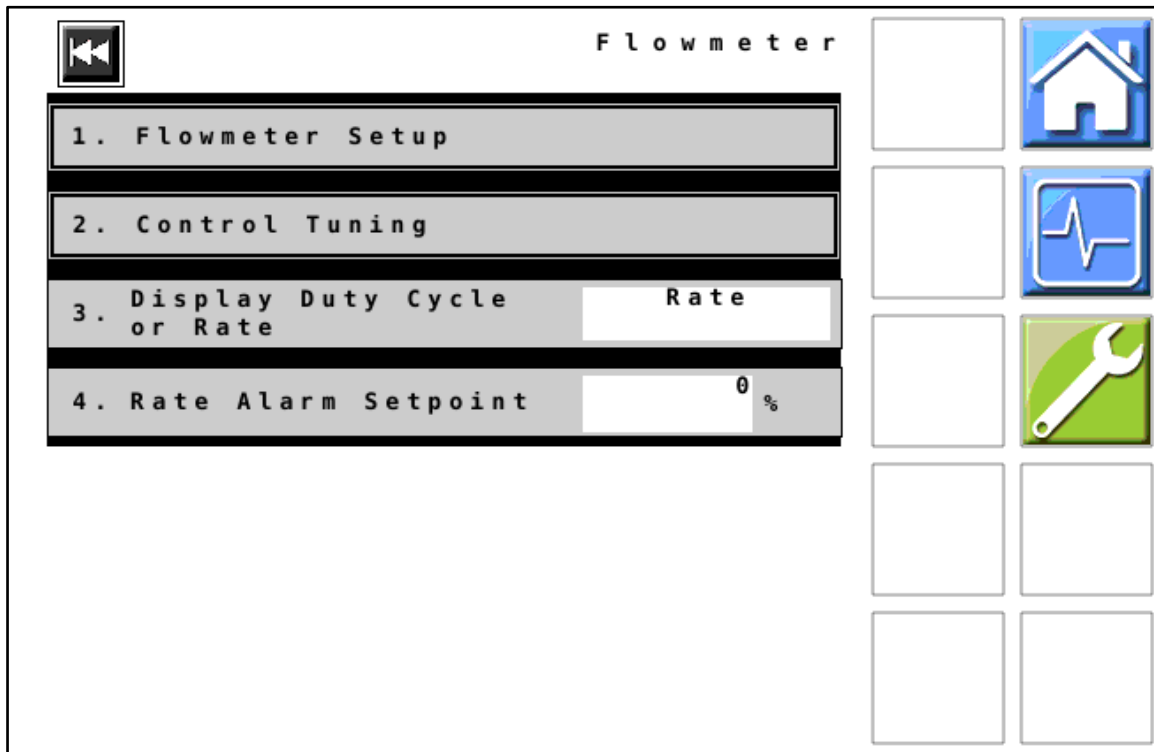 Flowmeter
1. Flowmeter Setup
2. Control Tuning
3. Display Duty Cycle
or Rate
Rate
4. Rate Alarm Setpoint
0
%